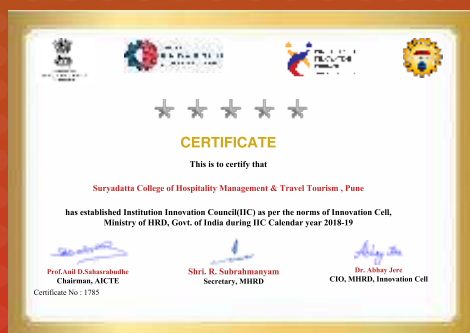 CERTIFICATE
This is to certify that
Suryadatta College of Hospitality Management & Travel Tourism , Pune
has established Institution Innovation Council(IIC) as per the norms of Innovation Cell,
Ministry of HRD, Govt. of India during IIC Calendar year 2018-19
Prof.Anil D.Sahasrabudhe
Chairman, AICTE
Shri. R. Subrahmanyam
Secretary, MHRD
Dr. Abhay Jere
CIO, MHRD, Innovation Cell
Certificate No : 1785